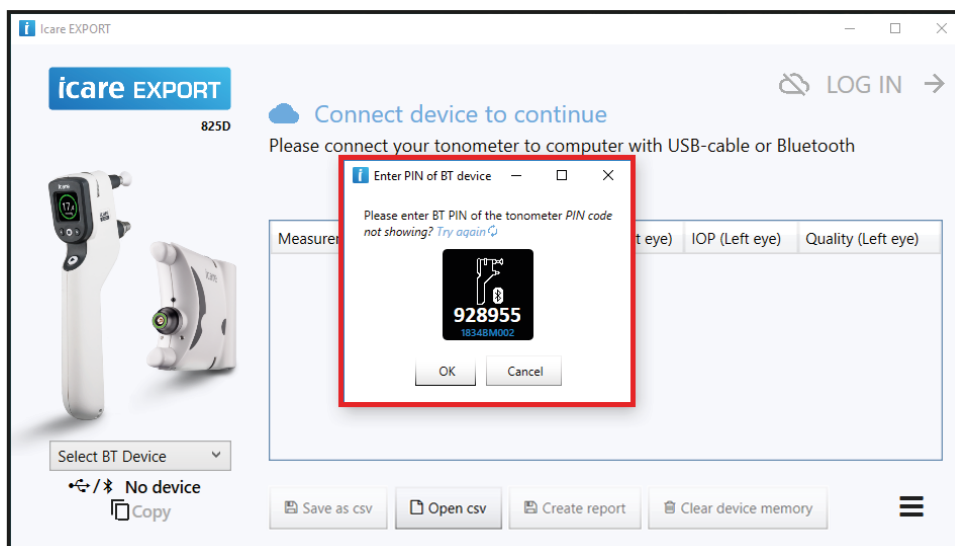 Icare EXPORT
icare EXPORT
825D
LOG IN
Connect device to continue
Please connect your tonometer to computer with USB-cable or Bluetooth
Enter PIN of BT device
Please enter BT PIN of the tonometer PIN code
not showing? Try again
928955
1834BM002
OK
Cancel
t eye)
IOP (Left eye)
Quality (Left eye)
icare
17.
Select BT Device
No device
Copy
Save as csv
Open csv
Create report
Clear device memory